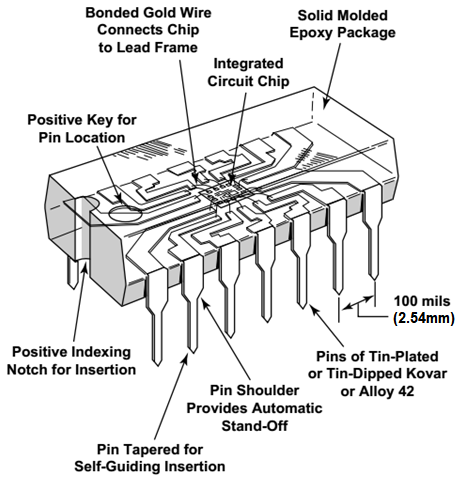 Bonded Gold Wire
Connects Chip
to Lead Frame
Solid Molded
Epoxy Package
Integrated
Circuit Chip
Positive Key for
Pin Location
100 mils
(2.54mm)
Positive Indexing
Notch for Insertion
Pins of Tin-Plated
or Tin-Dipped Kovar
or Alloy 42
Pin Shoulder
Provides Automatic
Stand-Off
Pin Tapered for
Self-Guiding Insertion